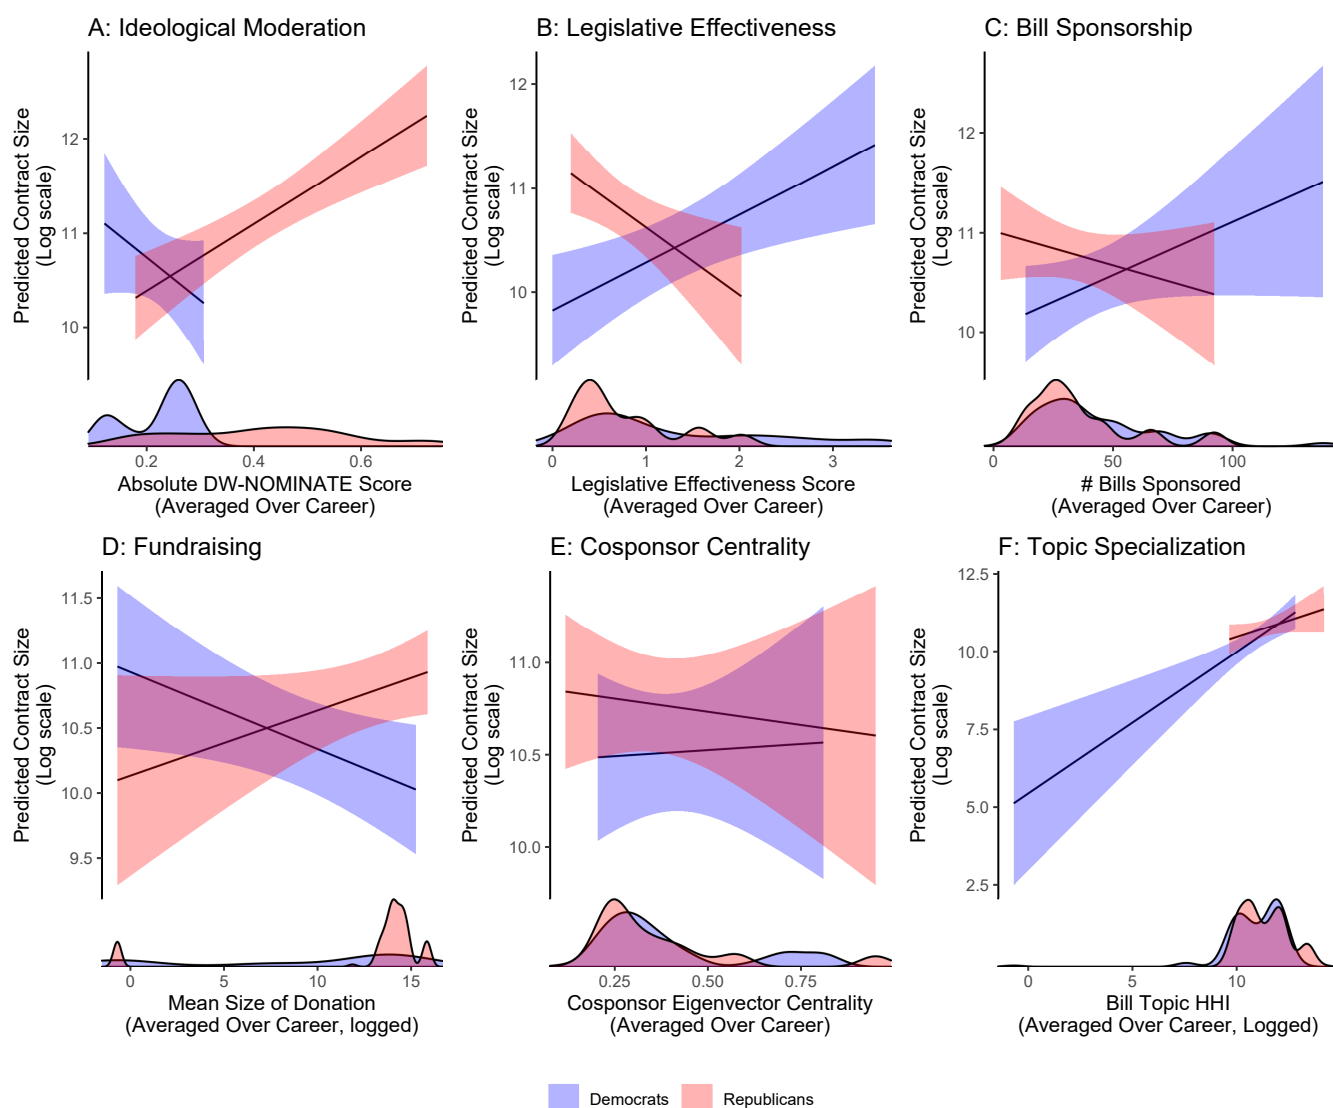 A: Ideological Moderation
Predicted Contract Size
(Log scale)
12
11
10
0.2 0.4 0.6
Absolute DW-NOMINATE Score
(Averaged Over Career)
B: Legislative Effectiveness
Predicted Contract Size
(Log scale)
12
11
10
0 1 2 3
Legislative Effectiveness Score
(Averaged Over Career)
C: Bill Sponsorship
Predicted Contract Size
(Log scale)
12
11
10
0 50 100
# Bills Sponsored
(Averaged Over Career)
D: Fundraising
Predicted Contract Size
(Log scale)
11.5
11.0
10.5
10.0
9.5
0 5 10 15
Mean Size of Donation
(Averaged Over Career, logged)
E: Cosponsor Centrality
Predicted Contract Size
(Log scale)
11.0
10.5
10.0
0.25 0.50 0.75
Cosponsor Eigenvector Centrality
(Averaged Over Career)
F: Topic Specialization
Predicted Contract Size
(Log scale)
12.5
10.0
7.5
5.0
2.5
0 5 10
Bill Topic HHI
(Averaged Over Career, Logged)
Democrats Republicans